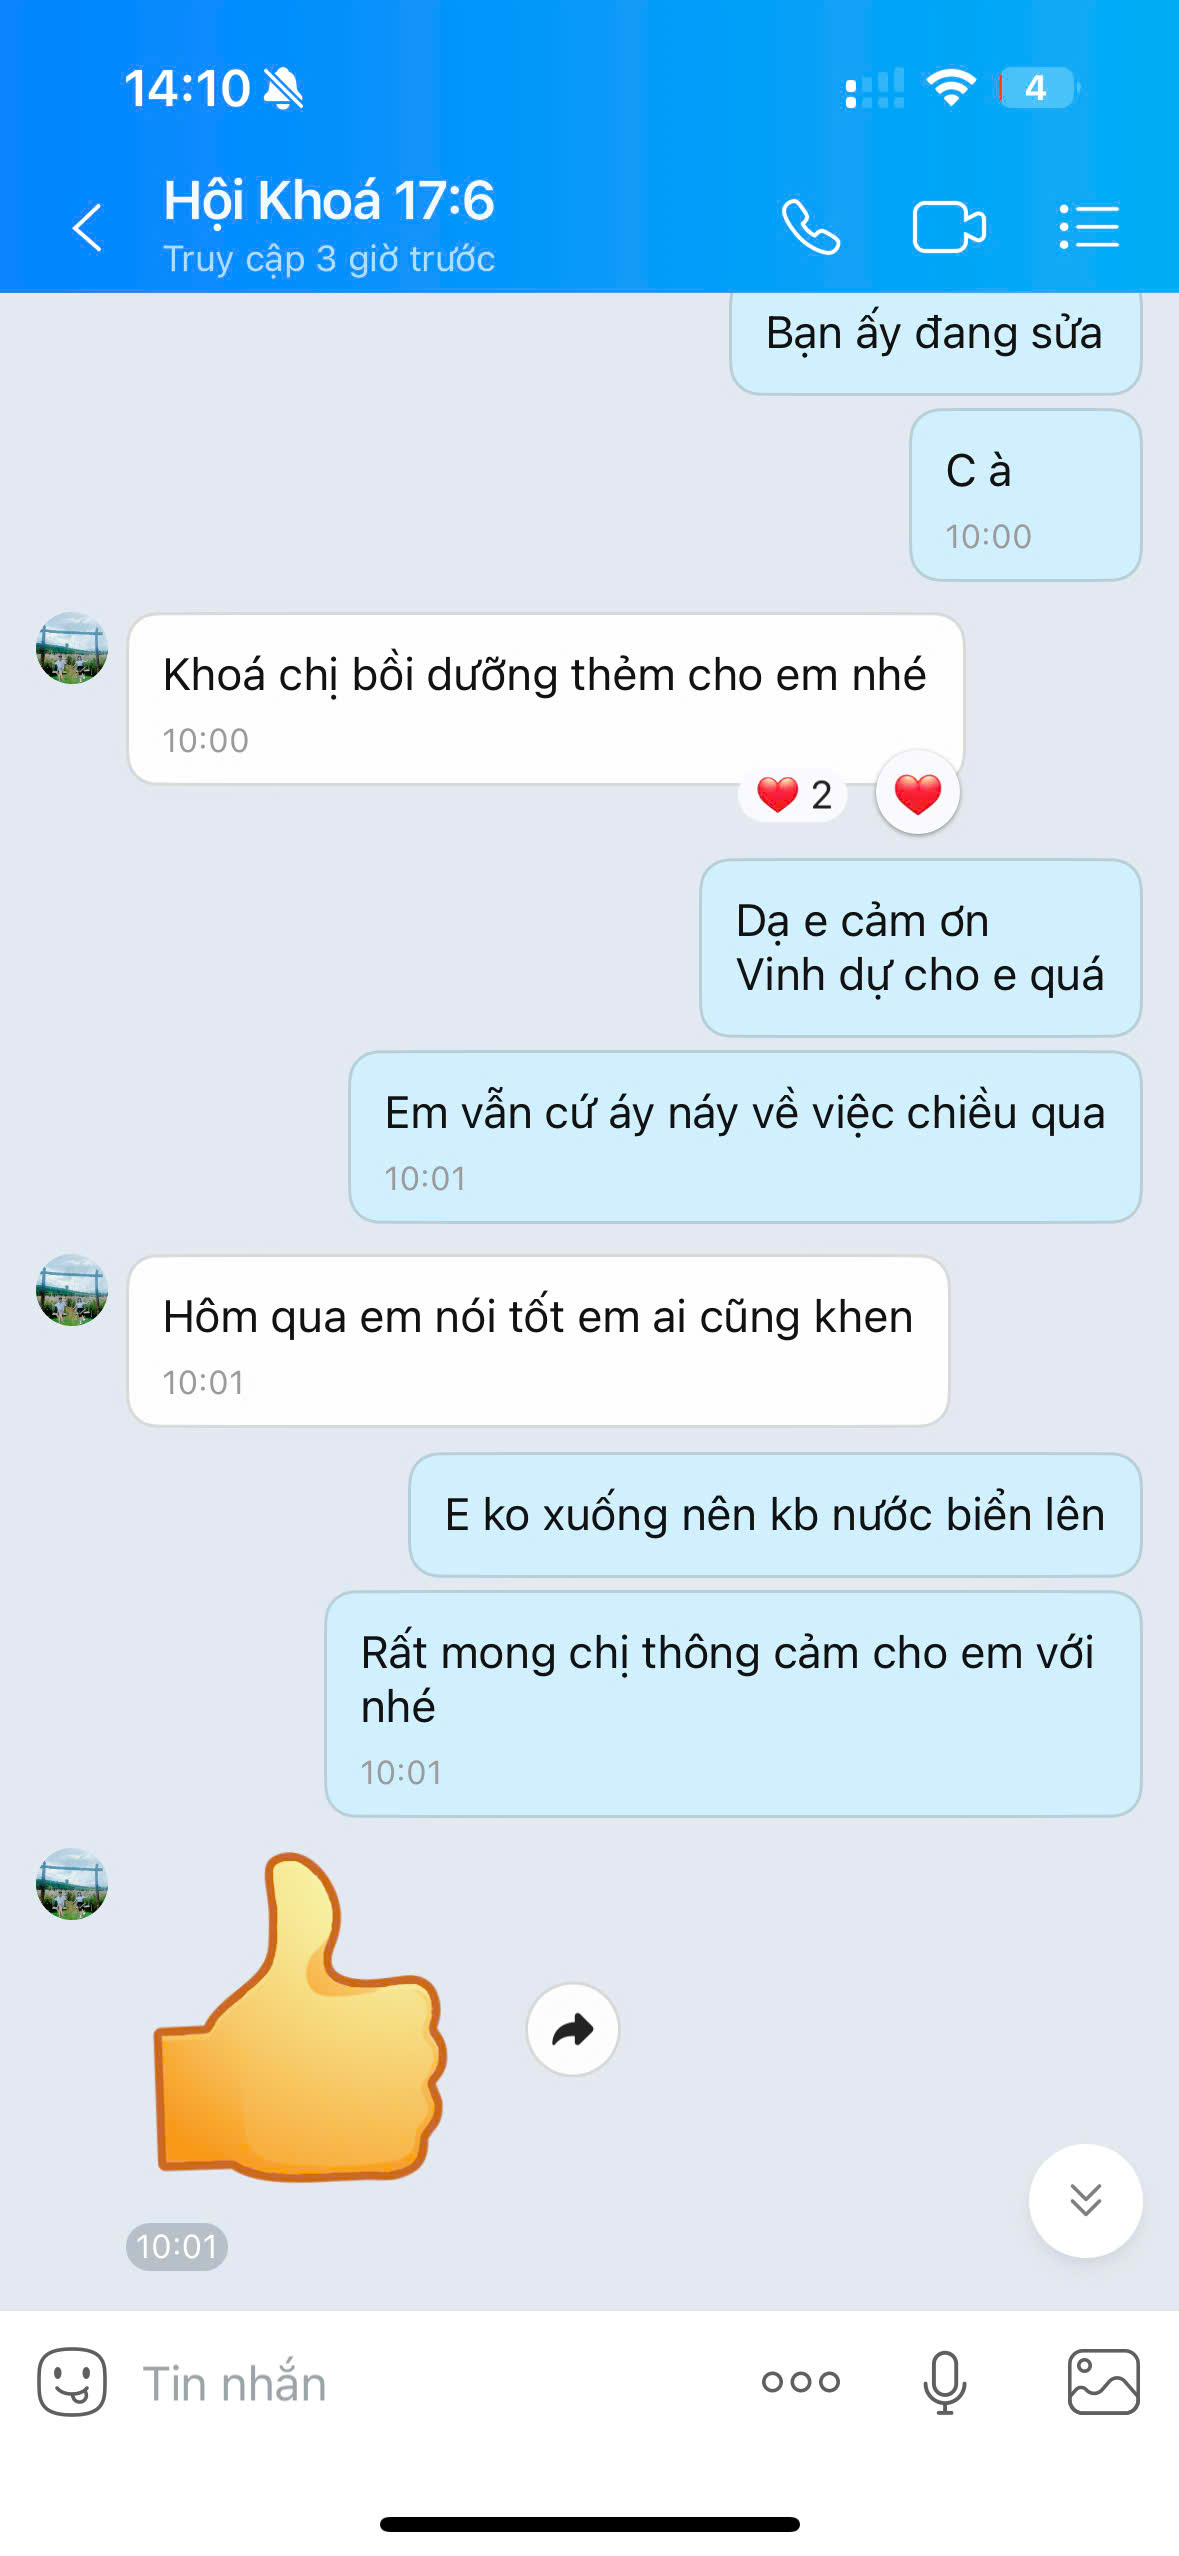 14:10
4
Hội Khoá 17:6
Truy cập 3 giờ trước
Bạn ấy đang sửa
C à
10:00
Khoá chị bồi dưỡng thẻm cho em nhé
10:00
2
Dạ e cảm ơn
Vinh dự cho e quá
Em vẫn cứ áy náy về việc chiều qua
10:01
Hôm qua em nói tốt em ai cũng khen
10:01
E ko xuống nên kb nước biển lên
Rất mong chị thông cảm cho em với
nhé
10:01
10:01
Tin nhắn